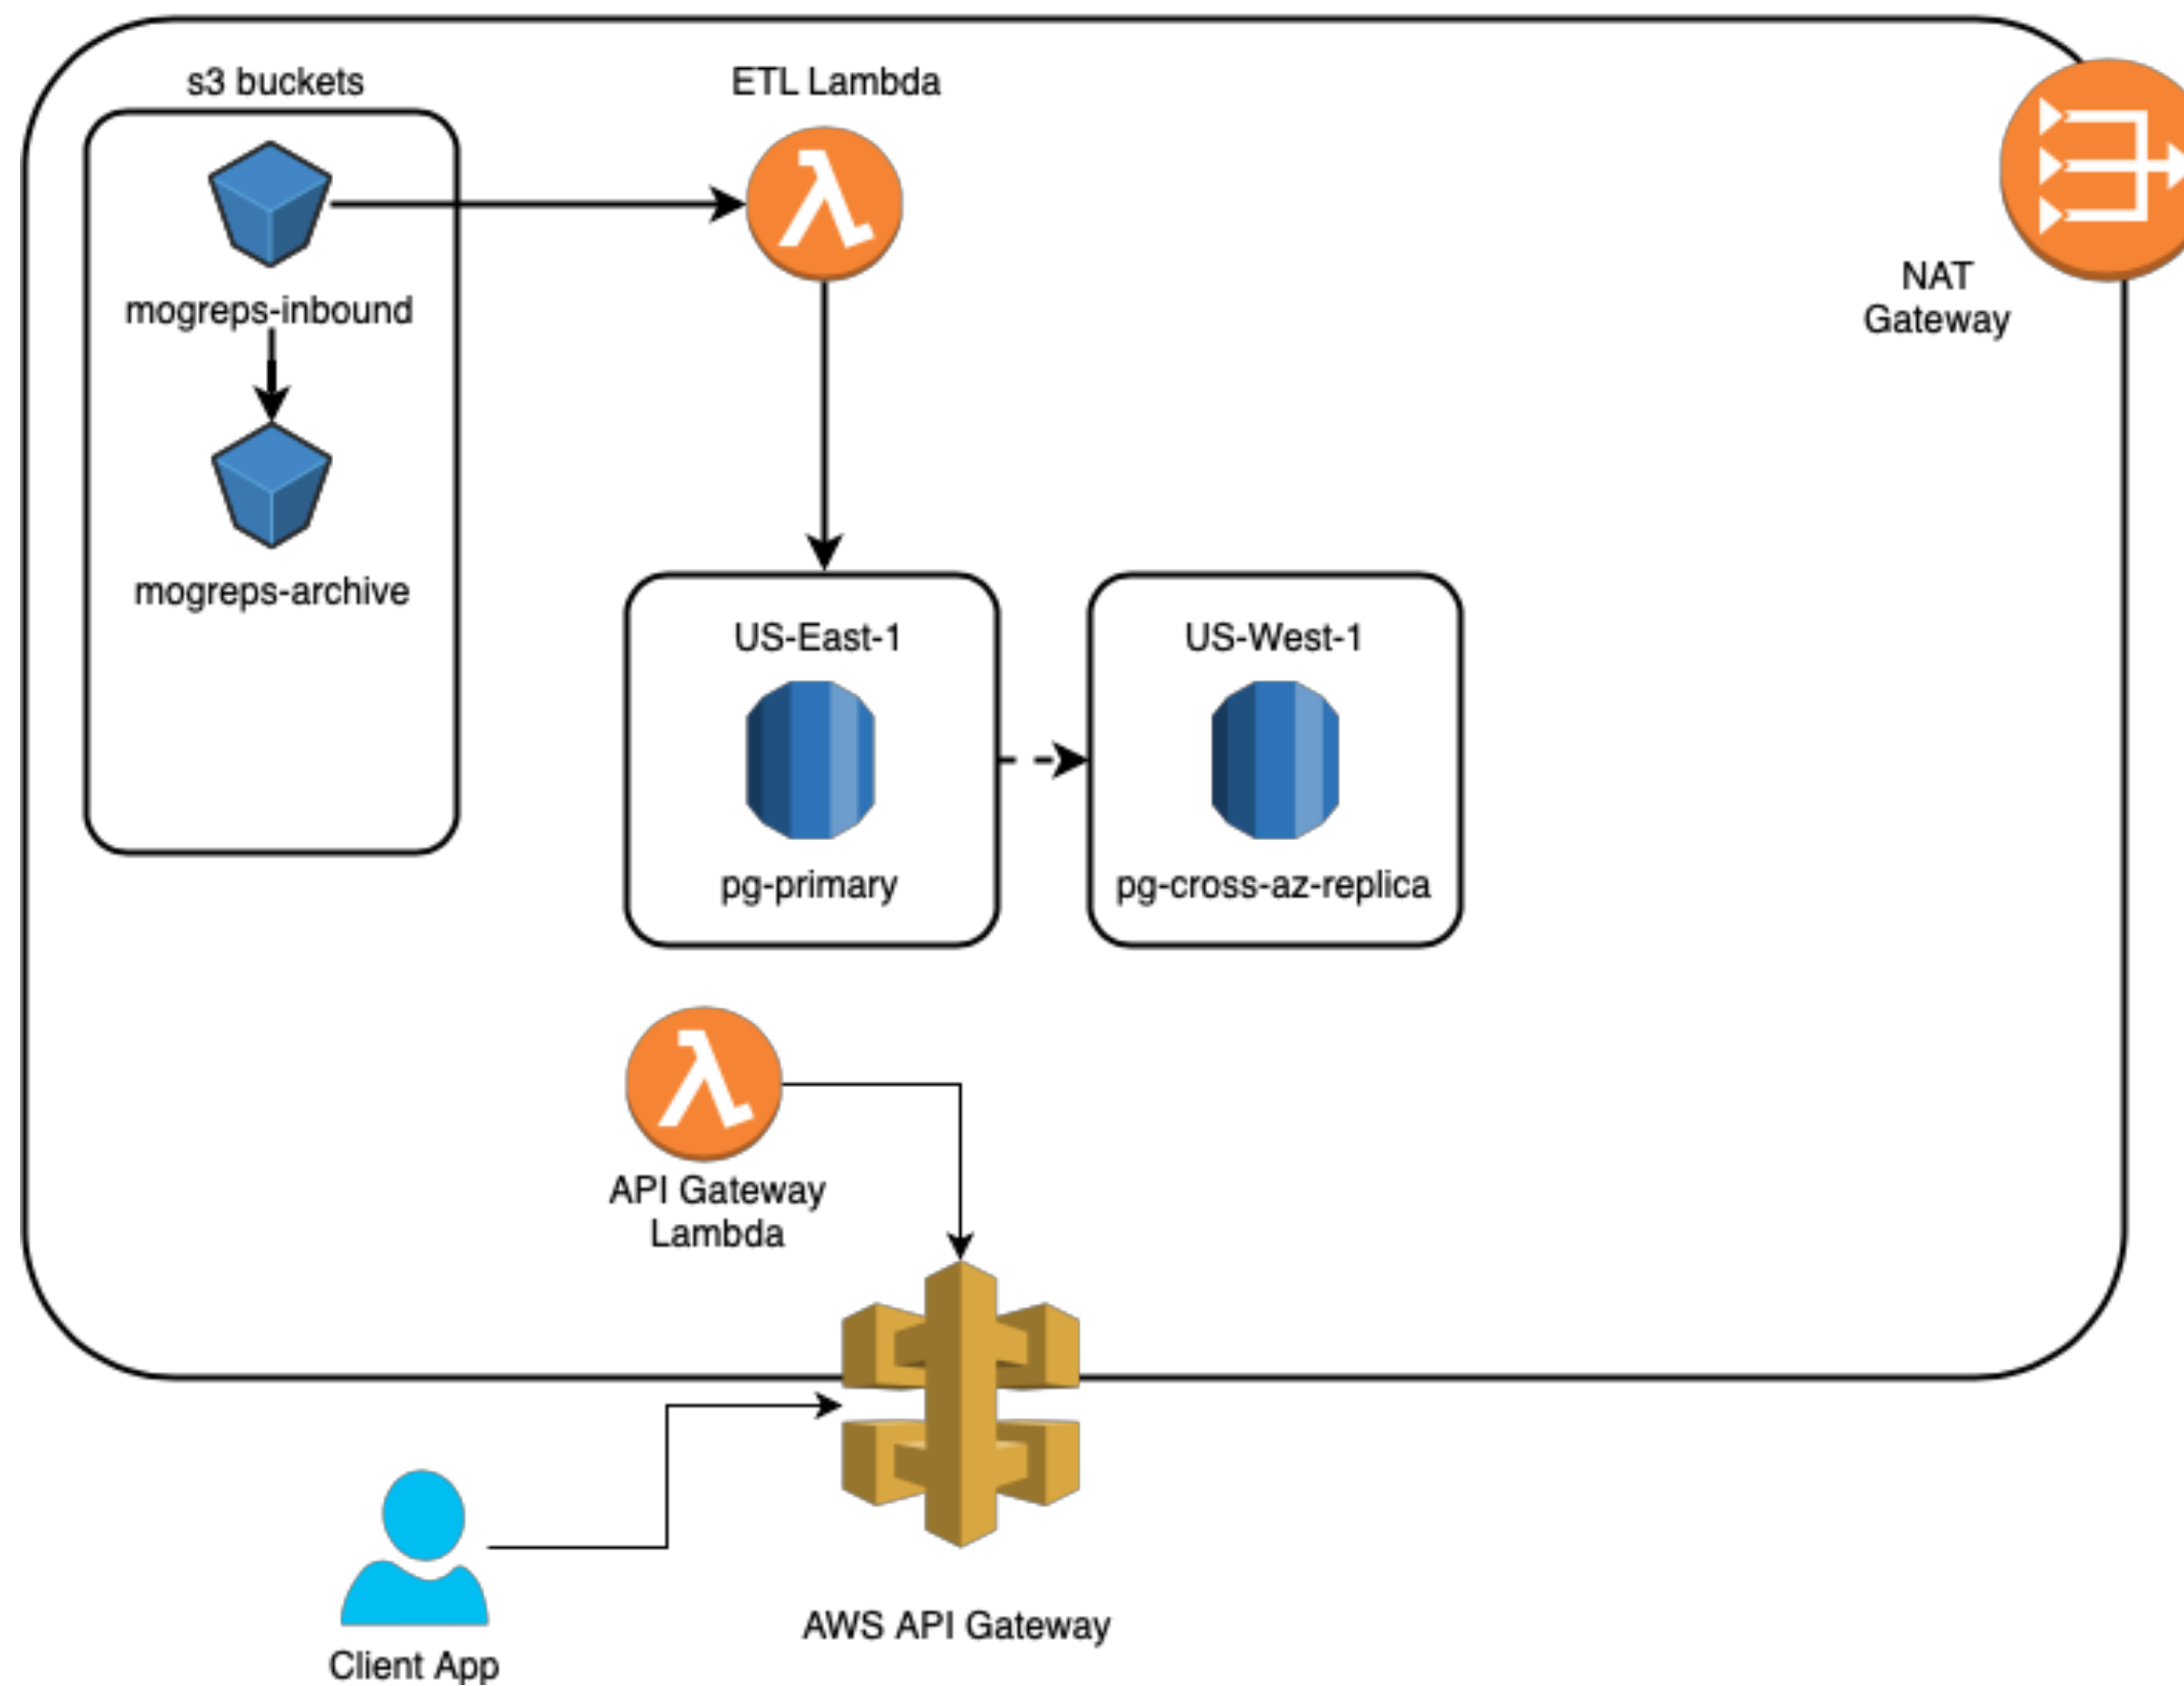 s3 buckets
ETL Lambda
mogreps-inbound
NAT
Gateway
mogreps-archive
US-East-1
US-West-1
pg-primary
pg-cross-az-replica
API Gateway
Lambda
AWS API Gateway
Client App